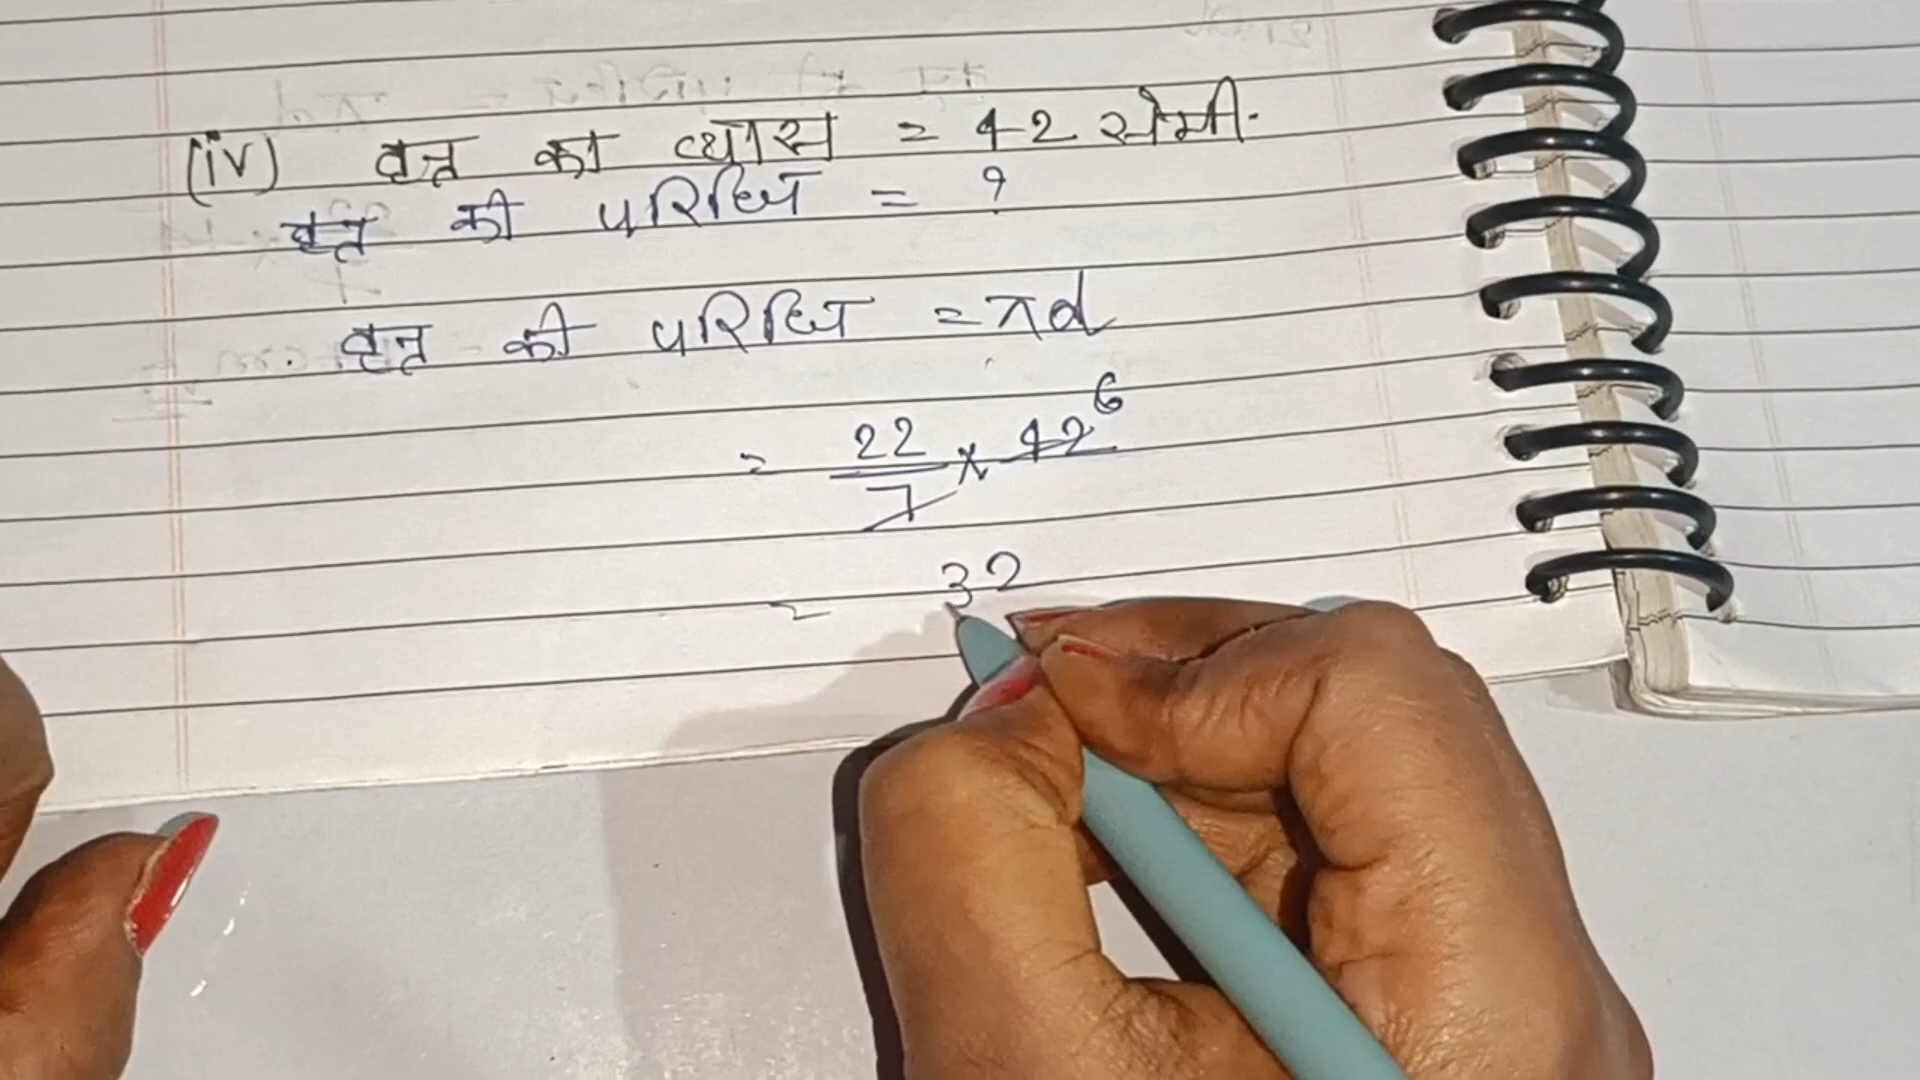 (iv) वृत्त का व्यास = 42 सेमी.
वृत्त की परिधि = ?
वृत्त की परिधि = πd
= 22/7 × 42 6
= 32